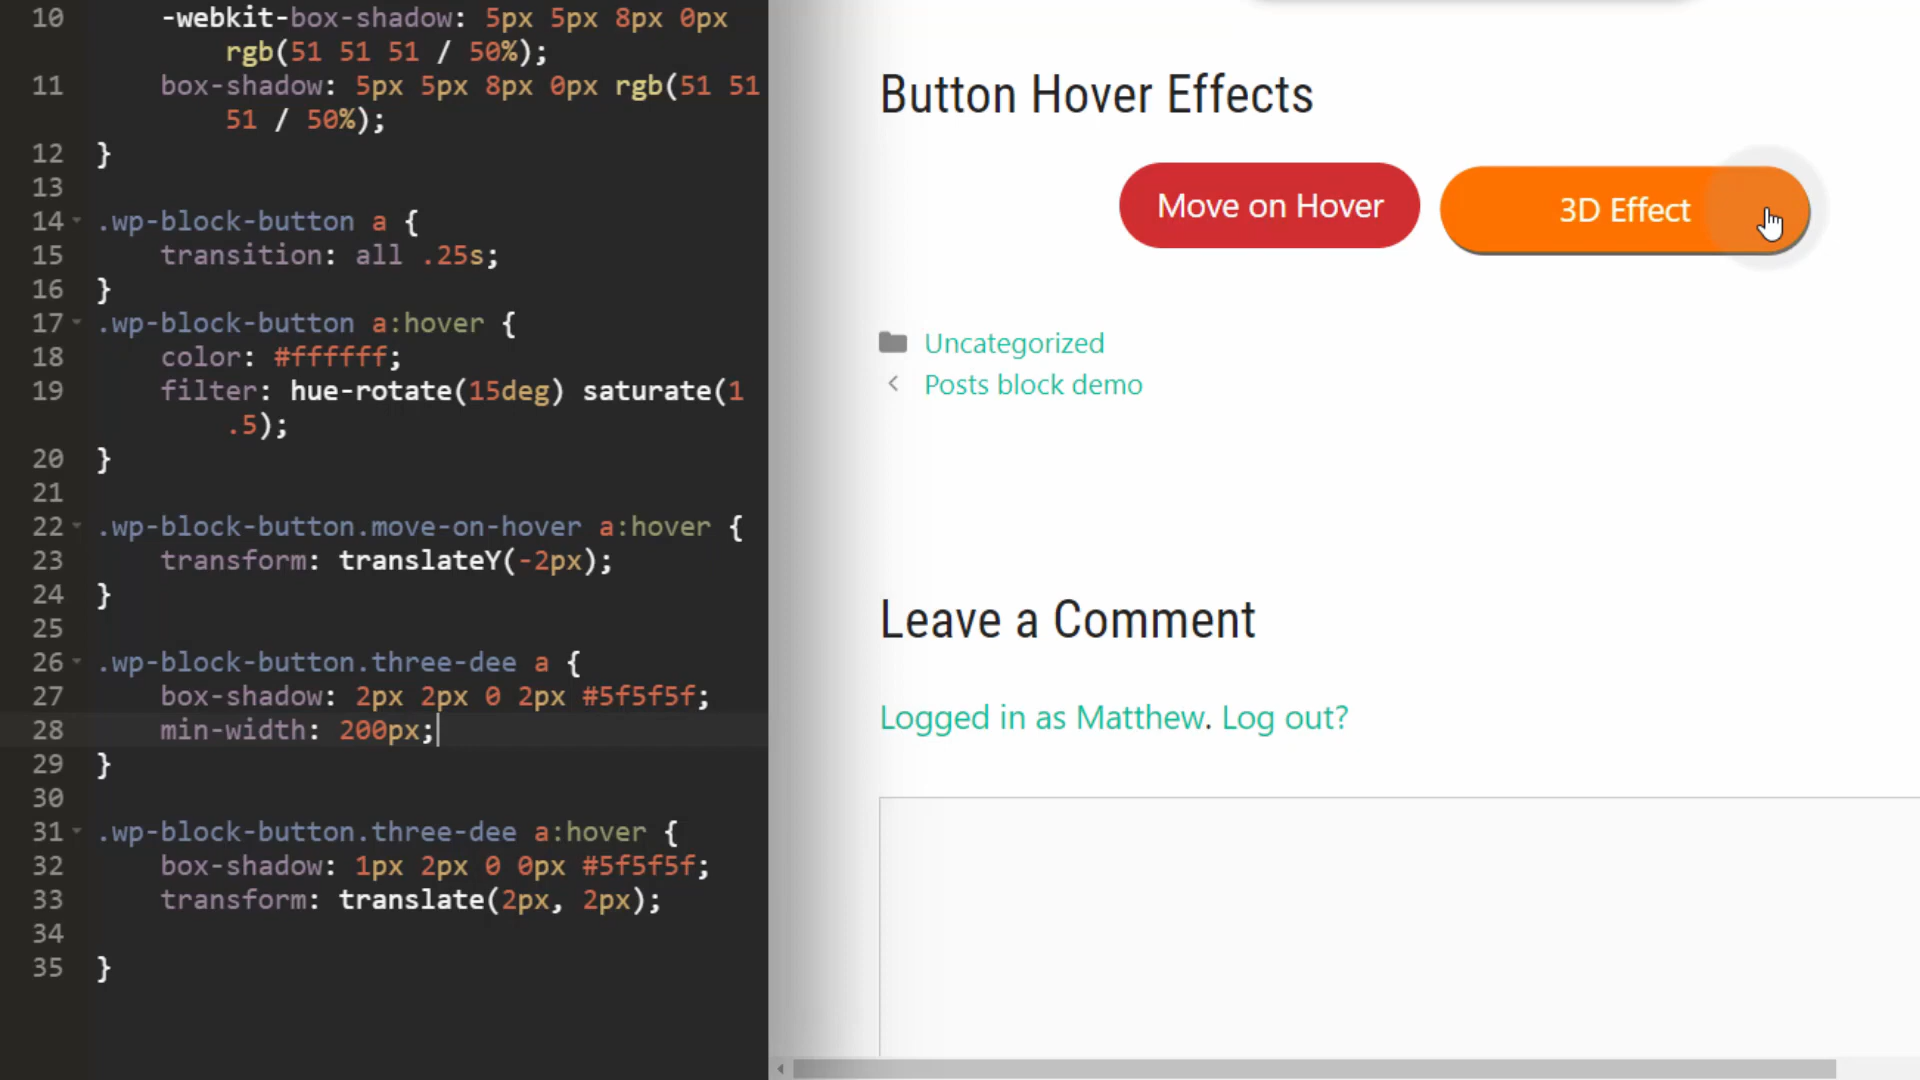 10 -webkit-box-shadow: 5px 5px 8px 0px
rgb(51 51 51 / 50%);
11 box-shadow: 5px 5px 8px 0px rgb(51 51
51 / 50%);
12 }
13
14 .wp-block-button a {
15 transition: all .25s;
16 }
17 .wp-block-button a:hover {
18 color: #ffffff;
19 filter: hue-rotate(15deg) saturate(1
.5);
20 }
21
22 .wp-block-button.move-on-hover a:hover {
23 transform: translateY(-2px);
24 }
25
26 .wp-block-button.three-dee a {
27 box-shadow: 2px 2px 0 2px #5f5f5f;
28 min-width: 200px;
29 }
30
31 .wp-block-button.three-dee a:hover {
32 box-shadow: 1px 2px 0 0px #5f5f5f;
33 transform: translate(2px, 2px);
34
35 }
Button Hover Effects
Move on Hover
3D Effect
Uncategorized
Posts block demo
Leave a Comment
Logged in as Matthew. Log out?